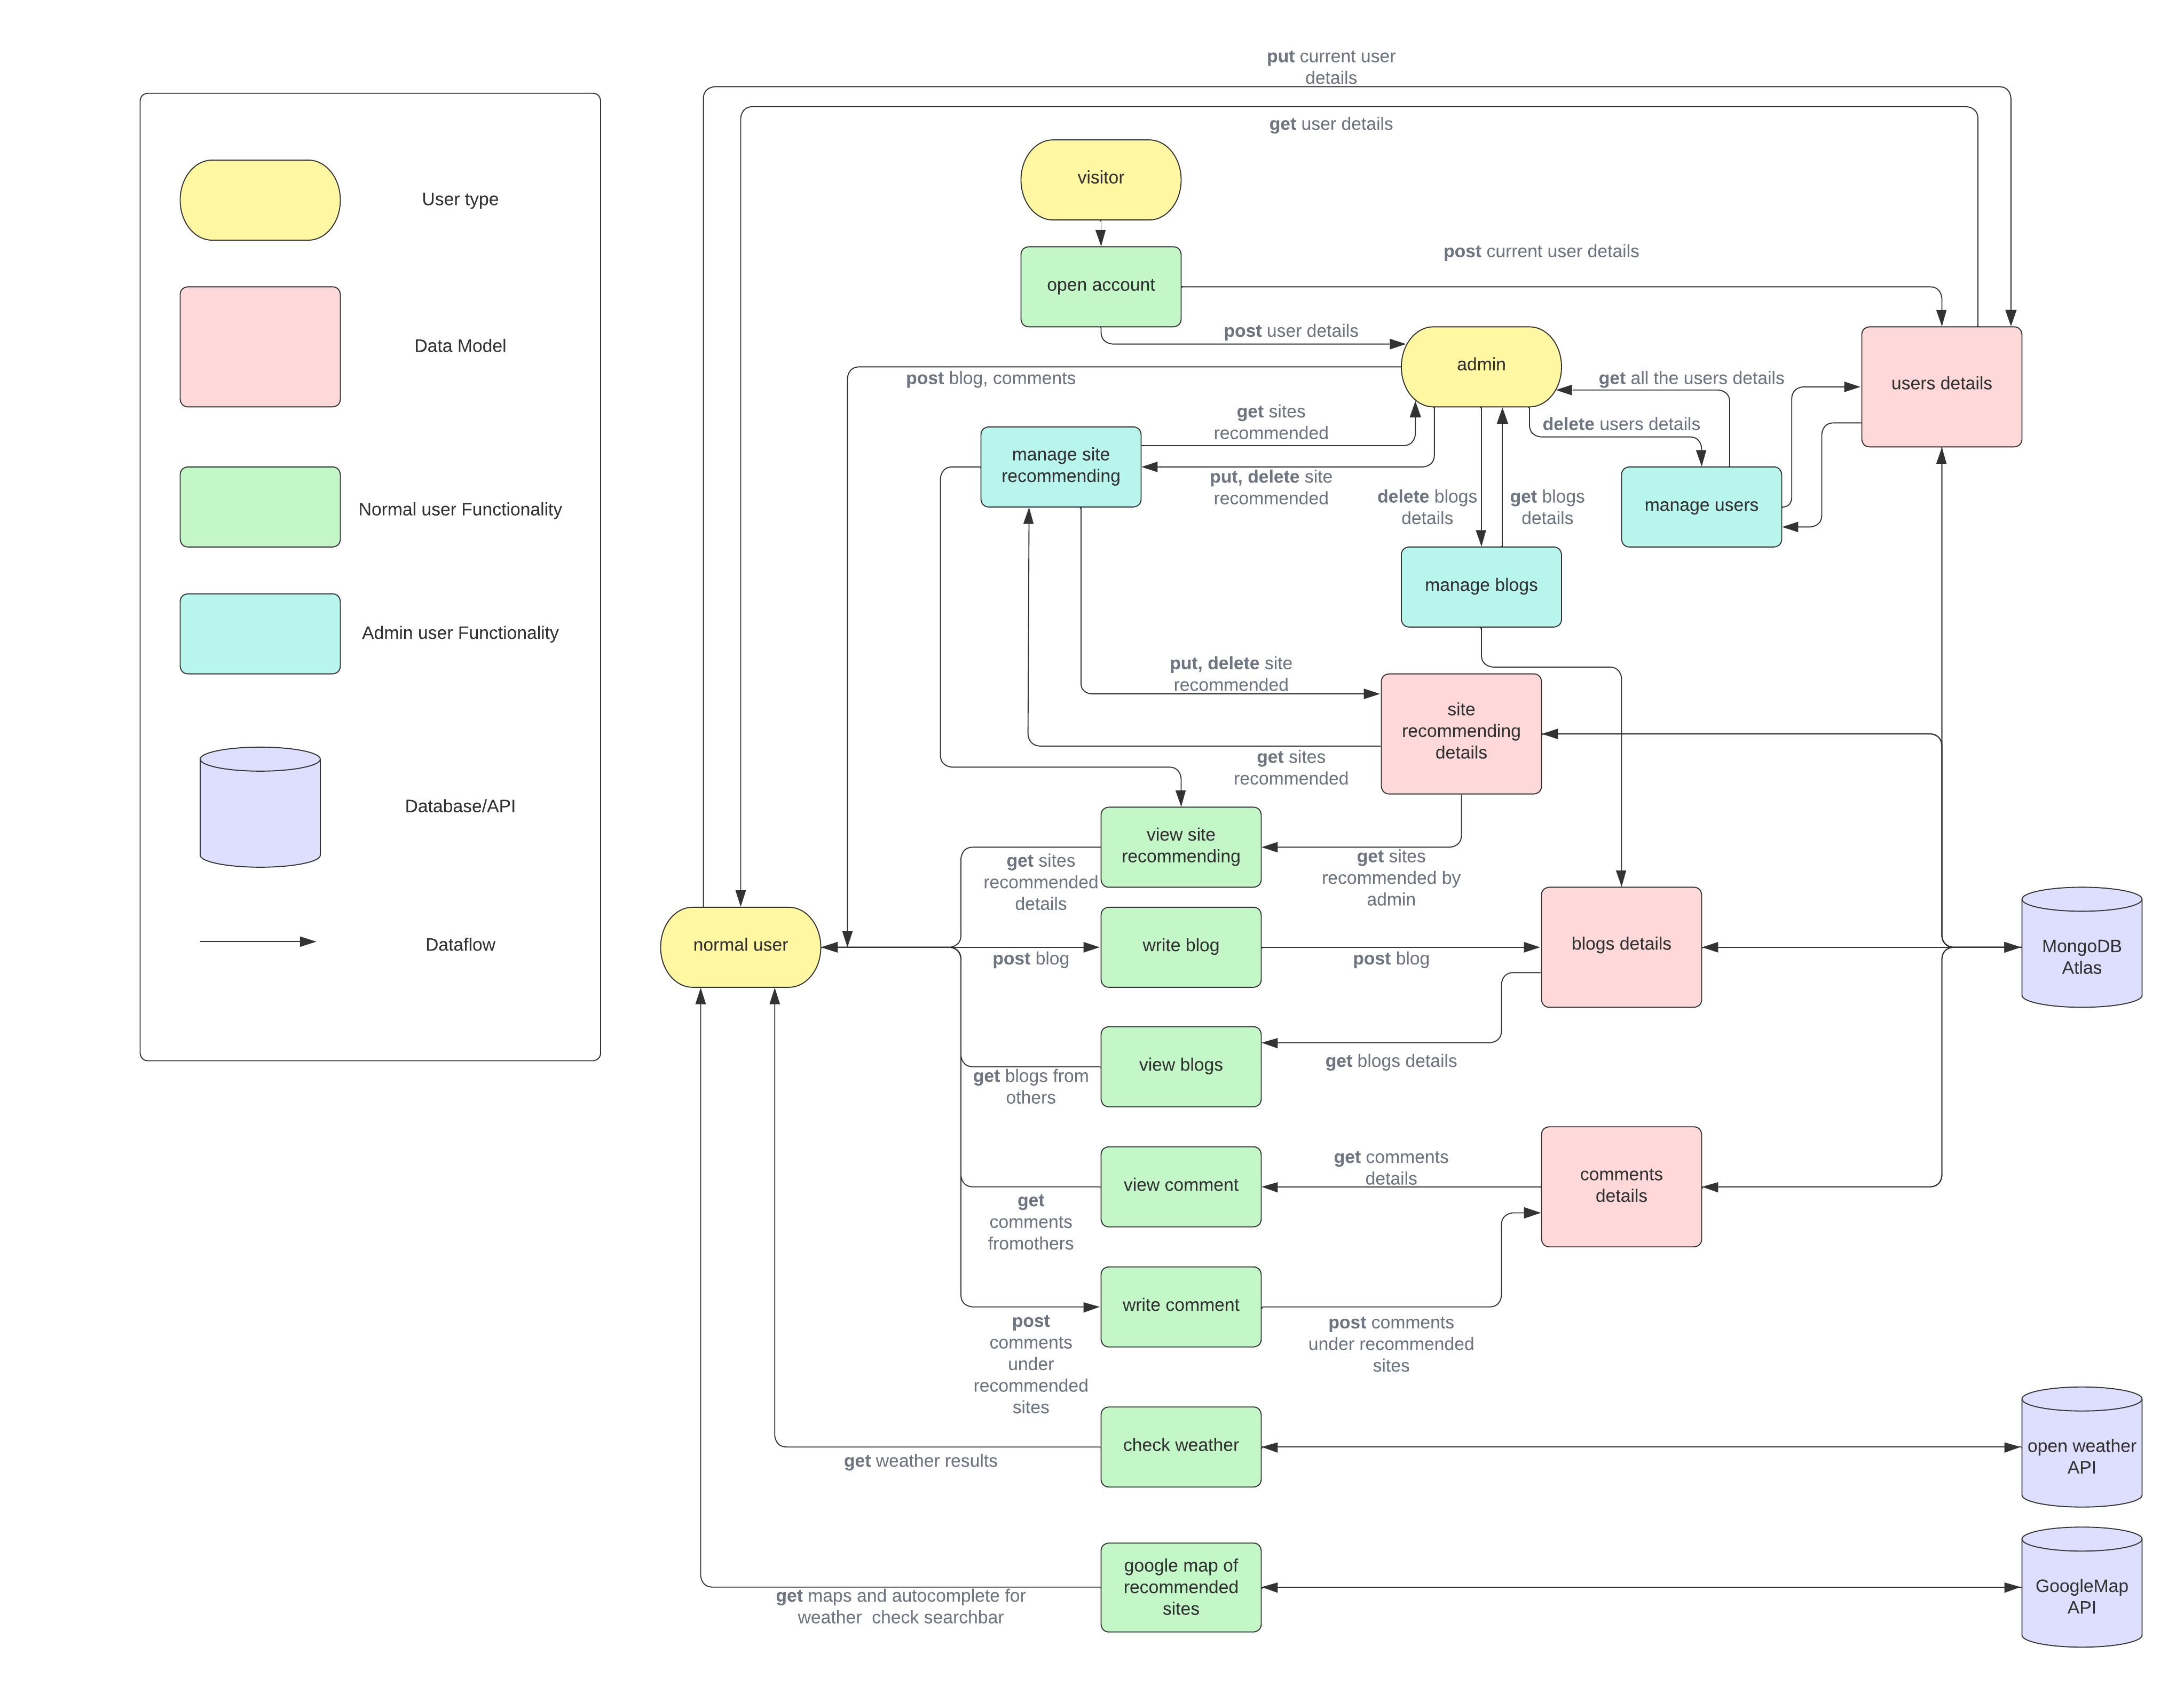 put current user
details
get user details
User type
Data Model
Normal user Functionality
Admin user Functionality
Database/API
Dataflow
visitor
open account
post current user details
post user details
admin
post blog, comments
get all the users details
users details
get sites
recommended
delete users details
manage site
recommending
put, delete site
recommended
delete blogs
details
get blogs
details
manage users
manage blogs
put, delete site
recommended
site
recommending
details
get sites
recommended
view site
recommending
get sites
recommended
details
get sites
recommended by
admin
normal user
write blog
blogs details
MongoDB
Atlas
post blog
post blog
view blogs
get blogs from
others
get blogs details
view comment
get comments
details
comments
details
get
comments
fromothers
write comment
post
comments
under
recommended
sites
post comments
under recommended
sites
check weather
open weather
API
get weather results
google map of
recommended
sites
GoogleMap
API
get maps and autocomplete for
weather  check searchbar